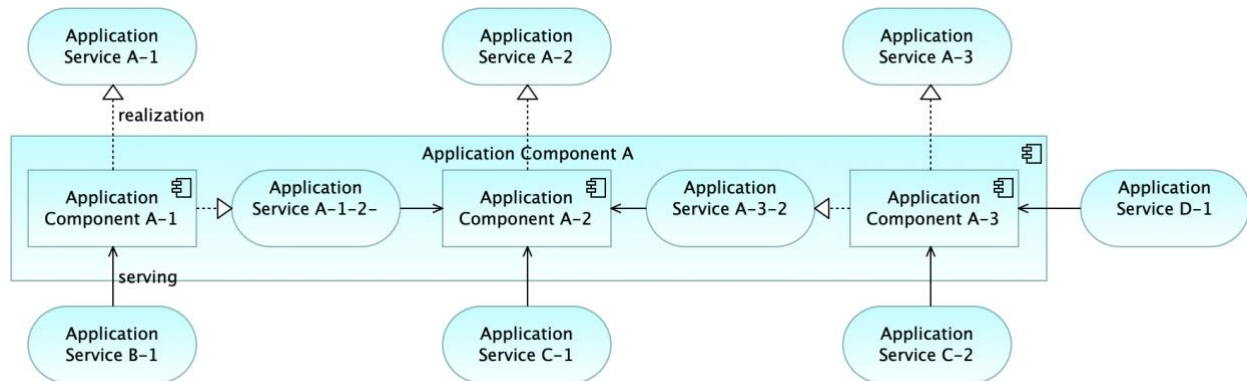 Application
Service A-1
Application
Service A-2
Application
Service A-3
realization
Application Component A
Application
Component A-1
Application
Service A-1-2-
Application
Component A-2
Application
Service A-3-2
Application
Component A-3
Application
Service D-1
serving
Application
Service B-1
Application
Service C-1
Application
Service C-2